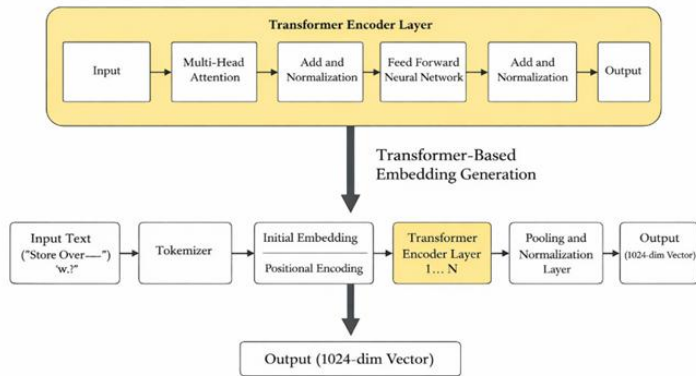 Transformer Encoder Layer
Input
Multi-Head
Attention
Add and
Normalization
Feed Forward
Neural Network
Add and
Normalization
Output
Transformer-Based
Embedding Generation
Input Text
("Store Over—–")
'w.?"
Tokemizer
Initial Embedding
Positional Encoding
Transformer
Encoder Layer
1... N
Pooling and
Normalization
Layer
Output
(1024-dim Vector)
Output (1024-dim Vector)